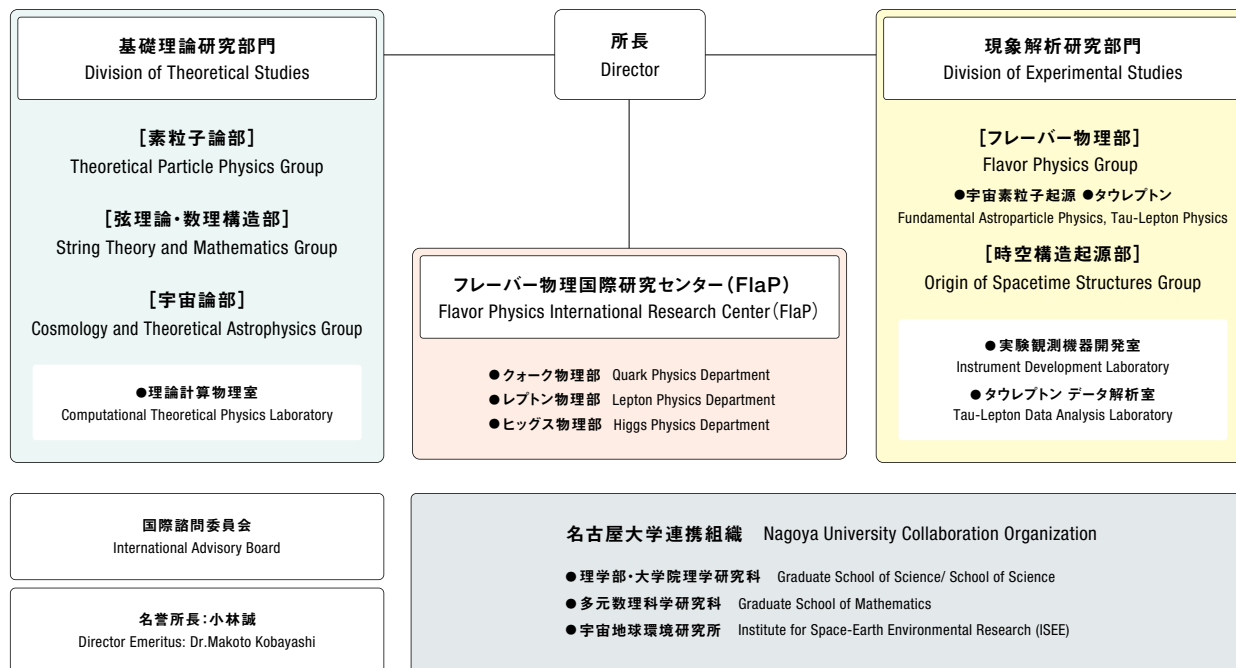 基礎理論研究部門
Division of Theoretical Studies
[素粒子論部]
Theoretical Particle Physics Group
[弦理論・数理構造部]
String Theory and Mathematics Group
[宇宙論部]
Cosmology and Theoretical Astrophysics Group
●理論計算物理室
Computational Theoretical Physics Laboratory
所長
Director
フレーバー物理国際研究センター(FlaP)
Flavor Physics International Research Center(FlaP)
●クォーク物理部 Quark Physics Department
●レプトン物理部 Lepton Physics Department
●ヒッグス物理部 Higgs Physics Department
現象解析研究部門
Division of Experimental Studies
[フレーバー物理部]
Flavor Physics Group
●宇宙素粒子起源 ●タウレプトン
Fundamental Astroparticle Physics, Tau-Lepton Physics
[時空構造起源部]
Origin of Spacetime Structures Group
●実験観測機器開発室
Instrument Development Laboratory
●タウレプトン データ解析室
Tau-Lepton Data Analysis Laboratory
国際諮問委員会
International Advisory Board
名誉所長:小林誠
Director Emeritus: Dr.Makoto Kobayashi
名古屋大学連携組織 Nagoya University Collaboration Organization
●理学部・大学院理学研究科 Graduate School of Science/ School of Science
●多元数理科学研究科 Graduate School of Mathematics
●宇宙地球環境研究所 Institute for Space-Earth Environmental Research (ISEE)